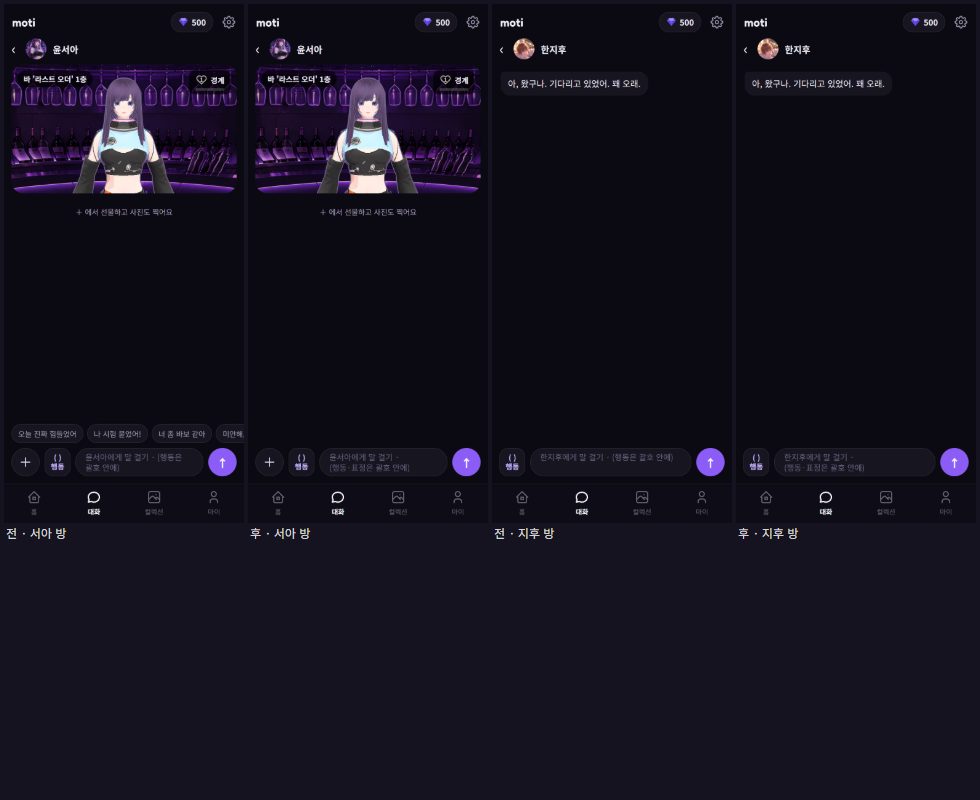 moti
500
윤서아
바 '라스트 오더' 1층
경계
+ 에서 선물하고 사진도 찍어요
오늘 진짜 힘들었어
나 시험 붙었어!
너 좀 바보 같아
미안해
( )
행동
윤서아에게 말 걸기 · (행동은
괄호 안에)
홈
대화
컬렉션
마이
전 · 서아 방
moti
500
윤서아
바 '라스트 오더' 1층
경계
+ 에서 선물하고 사진도 찍어요
( )
행동
윤서아에게 말 걸기 ·
(행동·표정은 괄호 안에)
홈
대화
컬렉션
마이
후 · 서아 방
moti
500
한지후
아, 왔구나. 기다리고 있었어. 꽤 오래.
( )
행동
한지후에게 말 걸기 · (행동은 괄호 안에)
홈
대화
컬렉션
마이
전 · 지후 방
moti
500
한지후
아, 왔구나. 기다리고 있었어. 꽤 오래.
( )
행동
한지후에게 말 걸기 ·
(행동·표정은 괄호 안에)
홈
대화
컬렉션
마이
후 · 지후 방